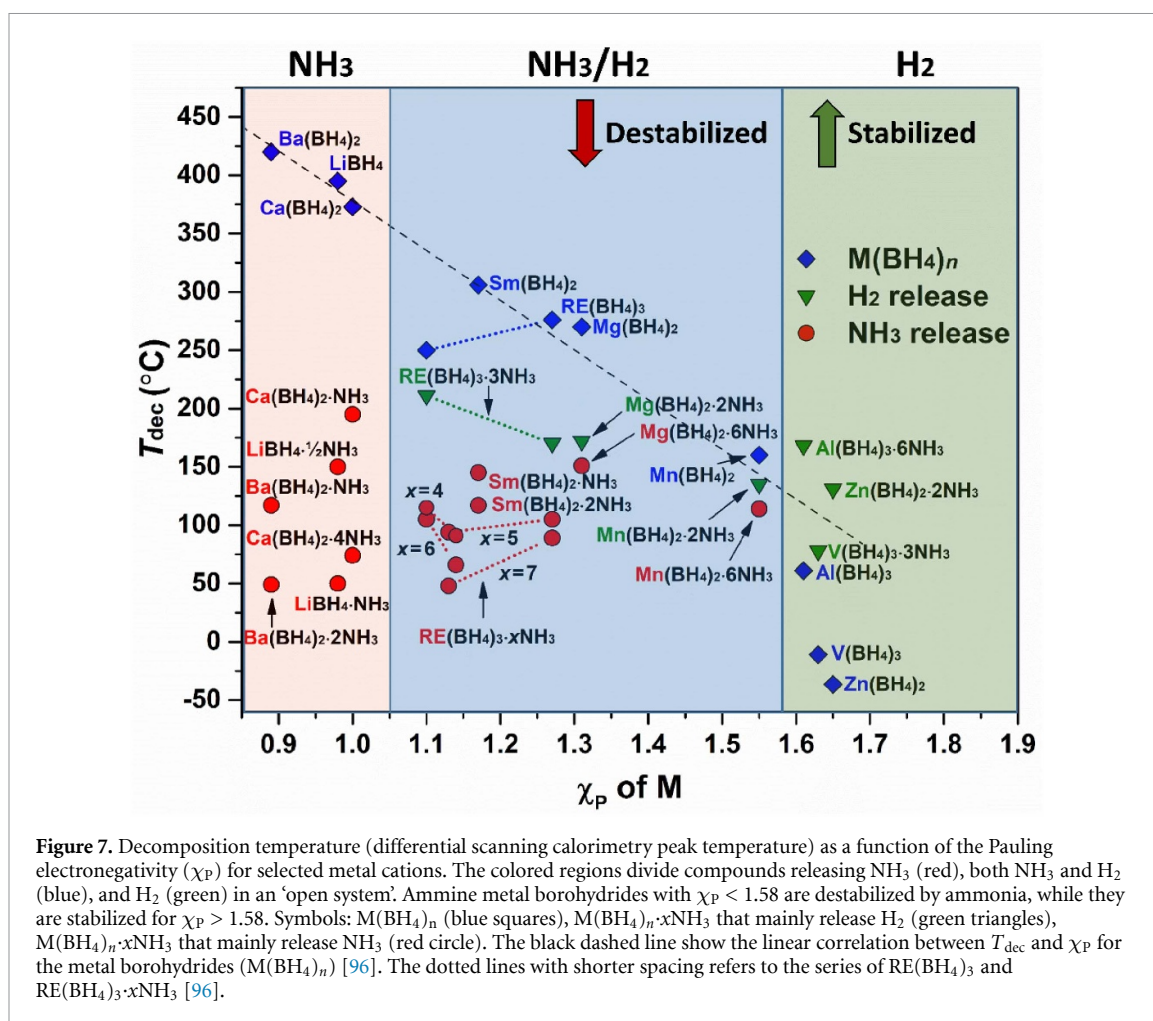 NH₃
NH₃/H₂
H₂
Destabilized
Stabilized
450
400
350
300
250
200
150
100
50
0
-50
T_dec (°C)
Ba(BH₄)₂
LiBH₄
Ca(BH₄)₂
Sm(BH₄)₂
RE(BH₄)₃
Mg(BH₄)₂
M(BH₄)n
H₂ release
NH₃ release
RE(BH₄)₃·3NH₃
Ca(BH₄)₂·NH₃
Mg(BH₄)₂·2NH₃
Mg(BH₄)₂·6NH₃
LiBH₄·½NH₃
Mn(BH₄)₂
Al(BH₄)₃·6NH₃
Ba(BH₄)₂·NH₃
Sm(BH₄)₂·NH₃
Sm(BH₄)₂·2NH₃
Zn(BH₄)₂·2NH₃
x=4
x=6
x=5
x=7
Mn(BH₄)₂·2NH₃
Ca(BH₄)₂·4NH₃
V(BH₄)₃·3NH₃
Al(BH₄)₃
Mn(BH₄)₂·6NH₃
LiBH₄·NH₃
Ba(BH₄)₂·2NH₃
RE(BH₄)₃·xNH₃
V(BH₄)₃
Zn(BH₄)₂
0.9 1.0 1.1 1.2 1.3 1.4 1.5 1.6 1.7 1.8 1.9
χP of M
Figure 7. Decomposition temperature (differential scanning calorimetry peak temperature) as a function of the Pauling
electronegativity (χP) for selected metal cations. The colored regions divide compounds releasing NH₃ (red), both NH₃ and H₂
(blue), and H₂ (green) in an ‘open system’. Ammine metal borohydrides with χP < 1.58 are destabilized by ammonia, while they
are stabilized for χP > 1.58. Symbols: M(BH₄)n (blue squares), M(BH₄)n·xNH₃ that mainly release H₂ (green triangles),
M(BH₄)n·xNH₃ that mainly release NH₃ (red circle). The black dashed line show the linear correlation between Tdec and χP for
the metal borohydrides (M(BH₄)n) [96]. The dotted lines with shorter spacing refers to the series of RE(BH₄)₃ and
RE(BH₄)₃·xNH₃ [96].